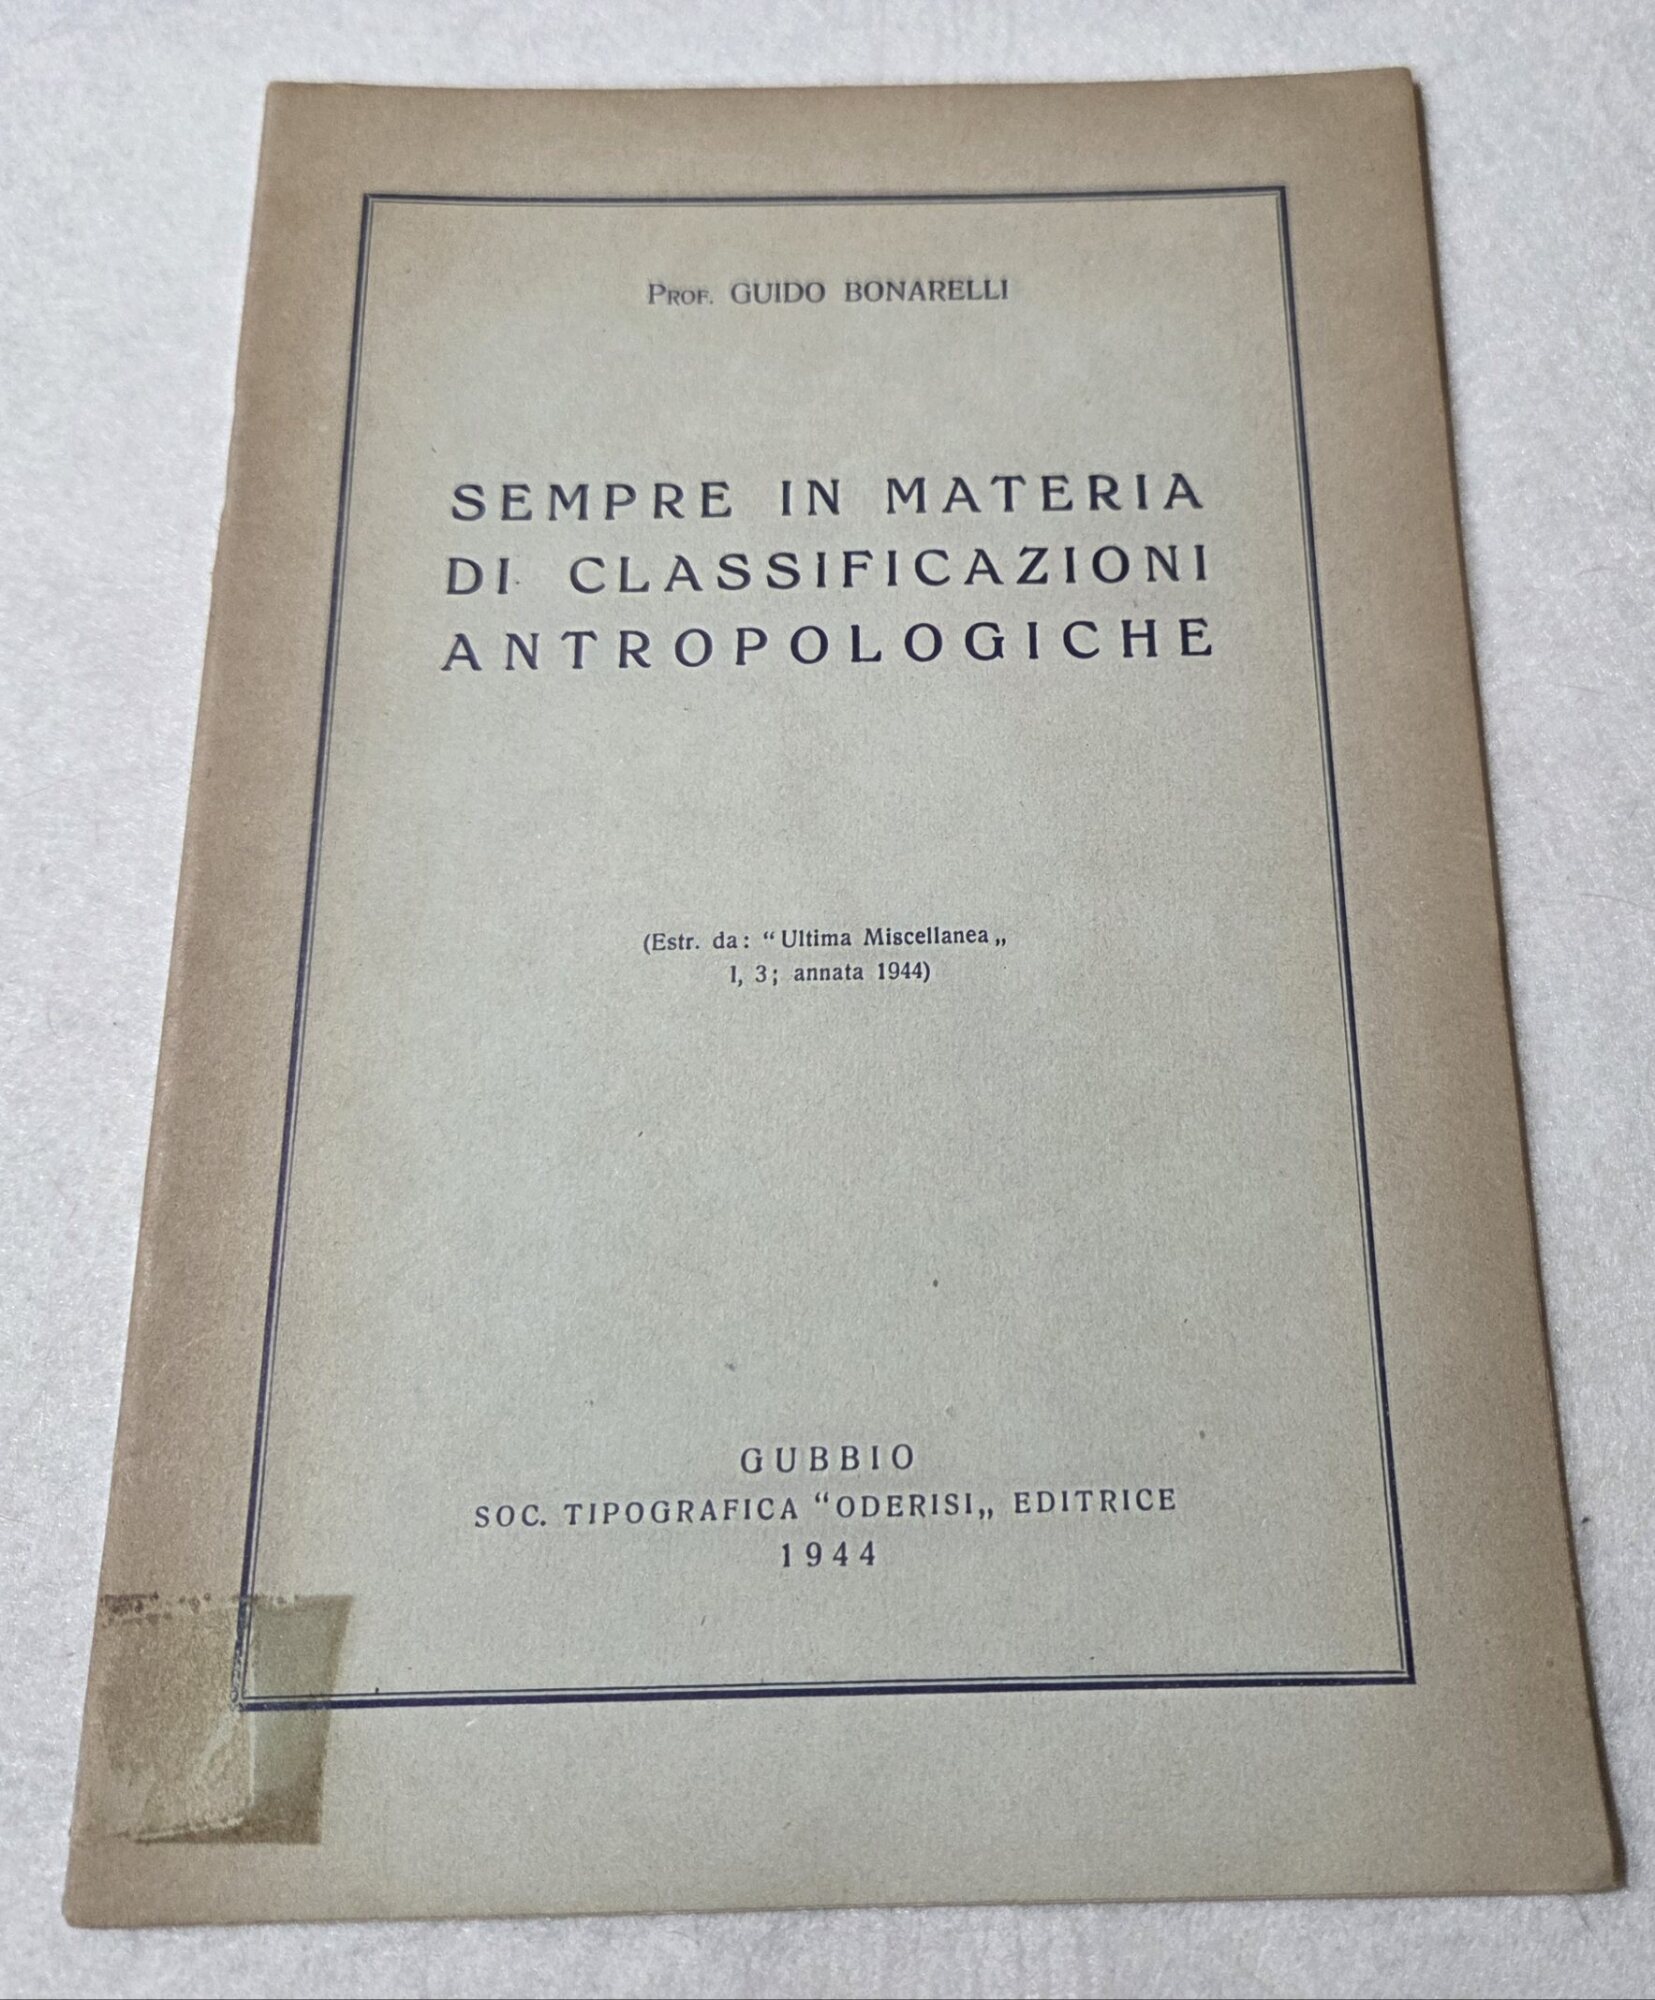 Prof. GUIDO BONARELLI
SEMPRE IN MATERIA
DI CLASSIFICAZIONI
ANTROPOLOGICHE
(Estr. da: “Ultima Miscellanea„
I, 3; annata 1944)
GUBBIO
SOC. TIPOGRAFICA “ODERISI„ EDITRICE
1944